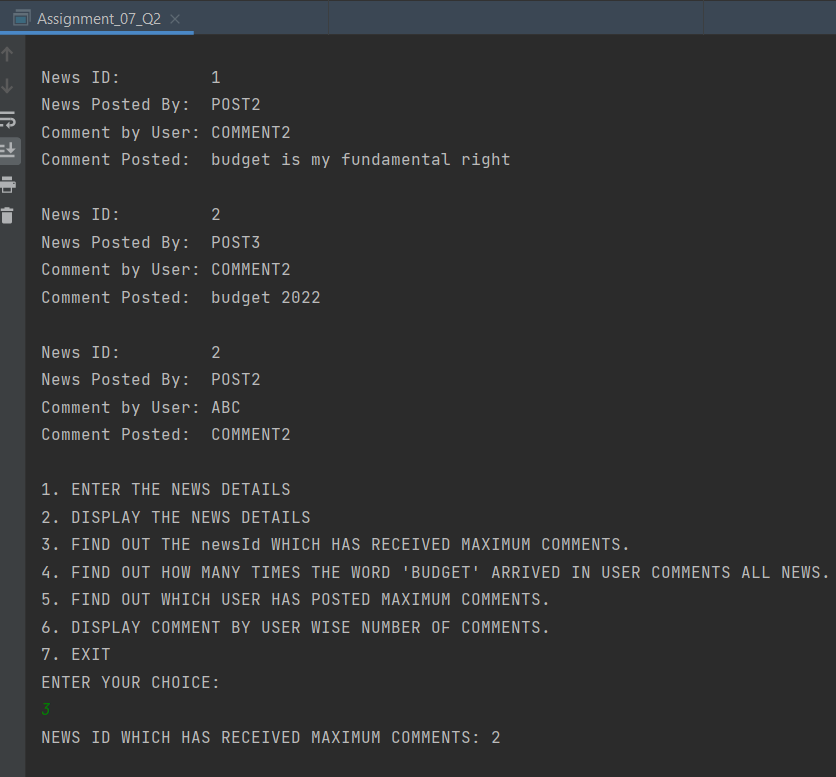 Assignment_07_Q2
News ID: 1
News Posted By: POST2
Comment by User: COMMENT2
Comment Posted: budget is my fundamental right
News ID: 2
News Posted By: POST3
Comment by User: COMMENT2
Comment Posted: budget 2022
News ID: 2
News Posted By: POST2
Comment by User: ABC
Comment Posted: COMMENT2
1. ENTER THE NEWS DETAILS
2. DISPLAY THE NEWS DETAILS
3. FIND OUT THE newsId WHICH HAS RECEIVED MAXIMUM COMMENTS.
4. FIND OUT HOW MANY TIMES THE WORD 'BUDGET' ARRIVED IN USER COMMENTS ALL NEWS.
5. FIND OUT WHICH USER HAS POSTED MAXIMUM COMMENTS.
6. DISPLAY COMMENT BY USER WISE NUMBER OF COMMENTS.
7. EXIT
ENTER YOUR CHOICE:
3
NEWS ID WHICH HAS RECEIVED MAXIMUM COMMENTS: 2